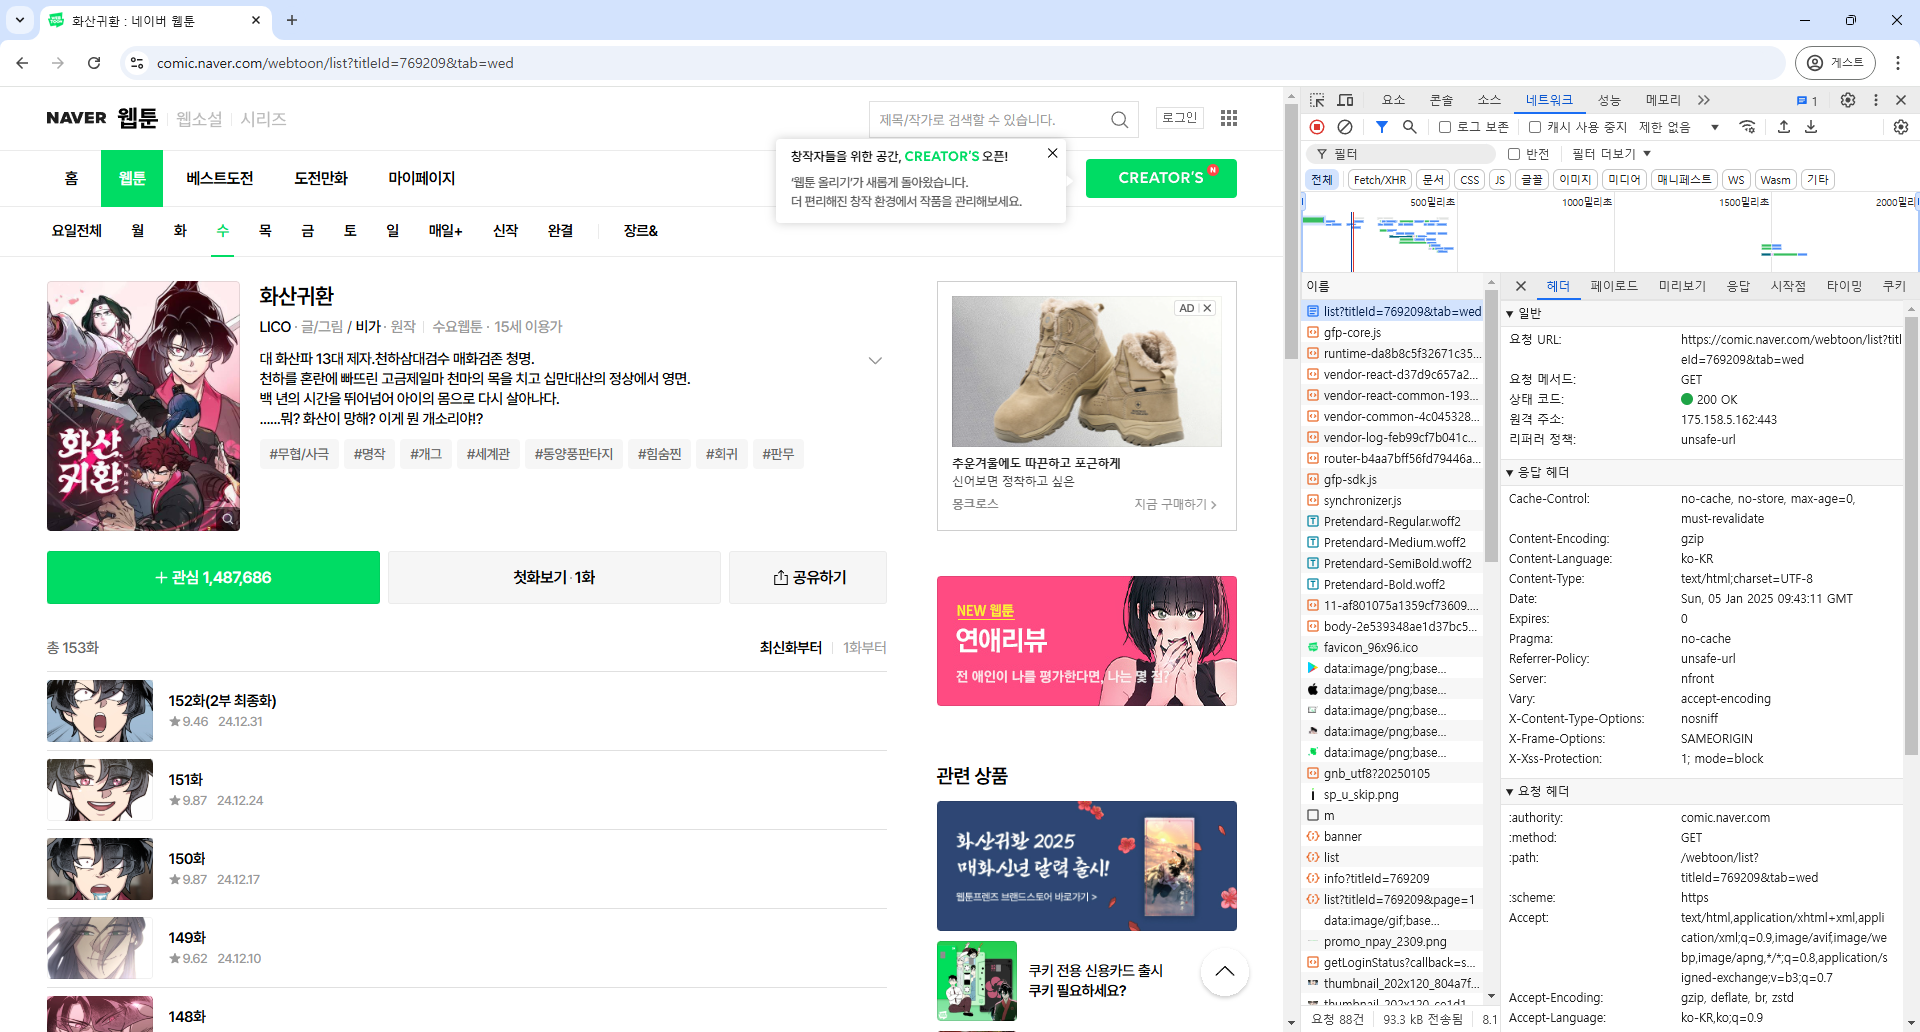 화산귀환 : 네이버 웹툰
comic.naver.com/webtoon/list?titleId=769209&tab=wed
게스트
NAVER 웹툰 웹소설 시리즈
제목/작가로 검색할 수 있습니다.
로그인
홈 웹툰 베스트도전 도전만화 마이페이지
창작자들을 위한 공간, CREATOR'S 오픈!
'웹툰 올리기'가 새롭게 돌아왔습니다.
더 편리해진 창작 환경에서 작품을 관리해보세요.
CREATOR'S N
요일전체 월 화 수 목 금 토 일 매일+ 신작 완결 장르&
화산귀환
화산귀환
LICO · 글/그림 / 비가 · 원작 수요웹툰 · 15세 이용가
대 화산파 13대 제자.천하삼대검수 매화검존 청명.
천하를 혼란에 빠뜨린 고금제일마 천마의 목을 치고 십만대산의 정상에서 영면.
백 년의 시간을 뛰어넘어 아이의 몸으로 다시 살아나다.
......뭐? 화산이 망해? 이게 뭔 개소리야!?
#무협/사극 #명작 #개그 #세계관 #동양풍판타지 #힘숨찐 #회귀 #판무
+ 관심 1,487,686
첫화보기 · 1화
공유하기
총 153화
최신화부터 1화부터
152화(2부 최종화)
★9.46 24.12.31
151화
★9.87 24.12.24
150화
★9.87 24.12.17
149화
★9.62 24.12.10
148화
AD
추운겨울에도 따끈하고 포근하게
신어보면 정착하고 싶은
몽크로스 지금 구매하기 >
NEW 웹툰
연애리뷰
전 애인이 나를 평가한다면, 나는 몇 점?
관련 상품
화산귀환 2025
매화신년 달력 출시!
웹툰프렌즈 브랜드스토어 바로가기 >
쿠키 전용 신용카드 출시
쿠키 필요하세요?
요소 콘솔 소스 네트워크 성능 메모리 1
로그 보존 캐시 사용 중지 제한 없음
필터 반전 필터 더보기
전체 Fetch/XHR 문서 CSS JS 글꼴 이미지 미디어 매니페스트 WS Wasm 기타
500밀리초 1000밀리초 1500밀리초 2000밀리
이름
list?titleId=769209&tab=wed
gfp-core.js
runtime-da8b8c5f32671c35...
vendor-react-d37d9c657a2...
vendor-react-common-193...
vendor-common-4c045328...
vendor-log-feb99cf7b041c...
router-b4aa7bff56fd79446a...
gfp-sdk.js
synchronizer.js
Pretendard-Regular.woff2
Pretendard-Medium.woff2
Pretendard-SemiBold.woff2
Pretendard-Bold.woff2
11-af801075a1359cf73609....
body-2e539348ae1d37bc5...
favicon_96x96.ico
data:image/png;base...
data:image/png;base...
data:image/png;base...
data:image/png;base...
data:image/png;base...
gnb_utf8?20250105
sp_u_skip.png
m
banner
list
info?titleId=769209
list?titleId=769209&page=1
data:image/gif;base...
promo_npay_2309.png
getLoginStatus?callback=s...
thumbnail_202x120_804a7f...
thumbnail_202x120_ce1d1
요청 88건 93.3 kB 전송됨 8.1
헤더 페이로드 미리보기 응답 시작점 타이밍 쿠키
▼ 일반
요청 URL: https://comic.naver.com/webtoon/list?titl
eId=769209&tab=wed
요청 메서드: GET
상태 코드: 200 OK
원격 주소: 175.158.5.162:443
리퍼러 정책: unsafe-url
▼ 응답 헤더
Cache-Control: no-cache, no-store, max-age=0,
must-revalidate
Content-Encoding: gzip
Content-Language: ko-KR
Content-Type: text/html;charset=UTF-8
Date: Sun, 05 Jan 2025 09:43:11 GMT
Expires: 0
Pragma: no-cache
Referrer-Policy: unsafe-url
Server: nfront
Vary: accept-encoding
X-Content-Type-Options: nosniff
X-Frame-Options: SAMEORIGIN
X-Xss-Protection: 1; mode=block
▼ 요청 헤더
:authority: comic.naver.com
:method: GET
:path: /webtoon/list?
titleId=769209&tab=wed
:scheme: https
Accept: text/html,application/xhtml+xml,appli
cation/xml;q=0.9,image/avif,image/we
bp,image/apng,*/*;q=0.8,application/s
igned-exchange;v=b3;q=0.7
Accept-Encoding: gzip, deflate, br, zstd
Accept-Language: ko-KR,ko;q=0.9